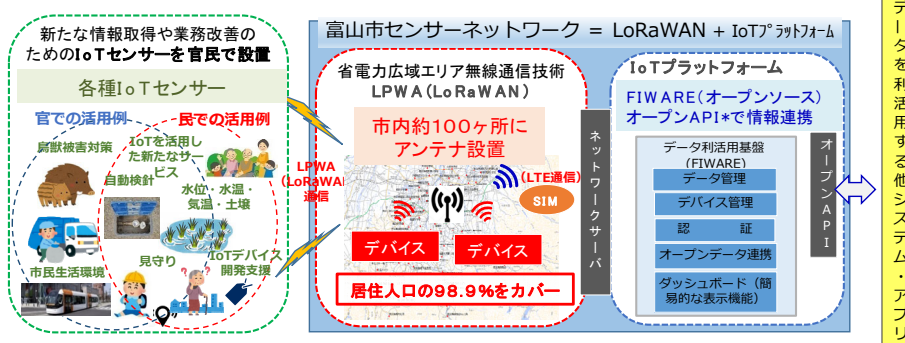 新たな情報取得や業務改善の
ためのIoTセンサーを官民で設置
各種IoTセンサー
官での活用例
民での活用例
鳥獣被害対策
IoTを活用し
た新たなサー
ビス
自動検針
水位・水温・
気温・土壌
市民生活環境
見守り
IoTデバイス
開発支援
LPWA
(LoRaWAN
通信
富山市センサーネットワーク = LoRaWAN + IoTﾌﾟﾗｯﾄﾌｫｰﾑ
省電力広域エリア無線通信技術
LPWA(LoRaWAN)
市内約100ヶ所に
アンテナ設置
(LTE通信)
SIM
デバイス
デバイス
居住人口の98.9%をカバー
ネットワークサーバ
IoTプラットフォーム
FIWARE(オープンソース)
オープンAPI*で情報連携
データ利活用基盤
(FIWARE)
データ管理
デバイス管理
認 証
オープンデータ連携
ダッシュボード（簡
易的な表示機能）
オープンAPI
データを利活用する他システム・アプリ